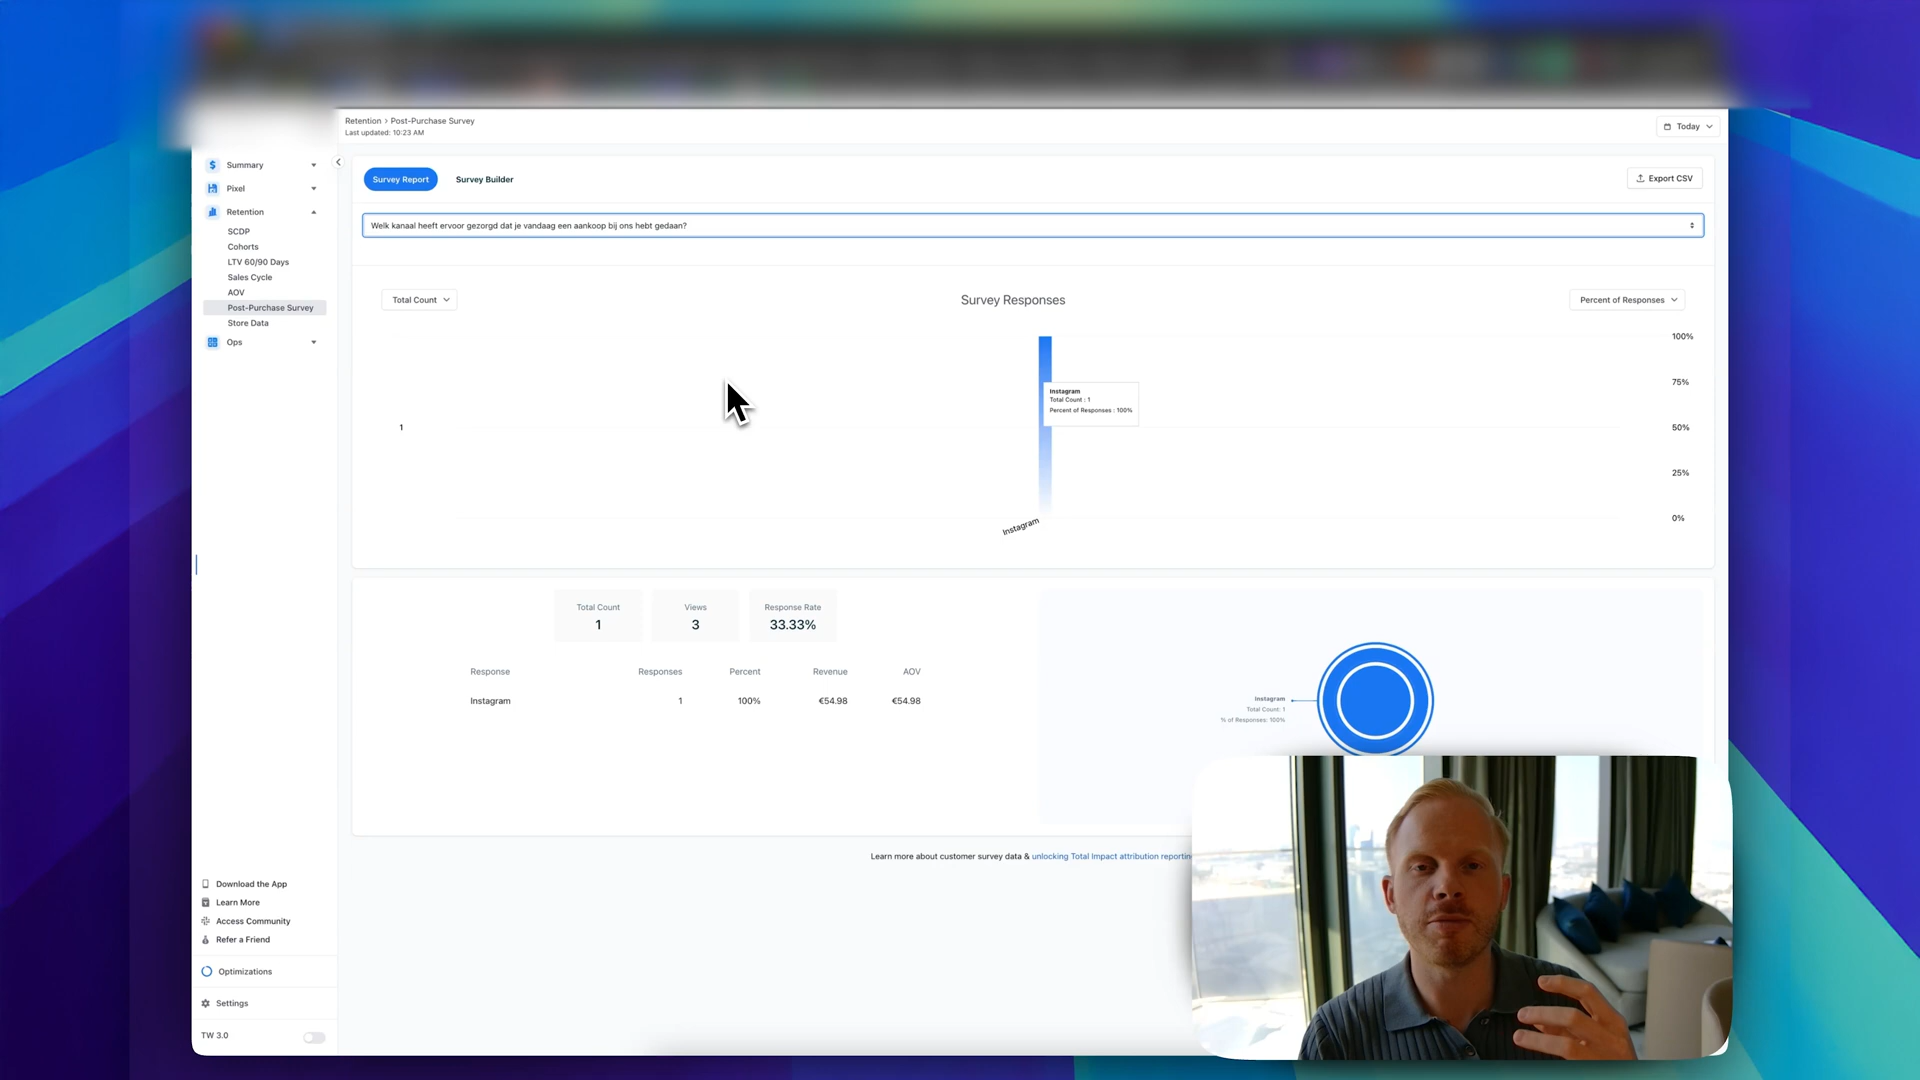 Retention > Post-Purchase Survey
Last updated: 10:23 AM
Today
Summary
Pixel
Retention
SCDP
Cohorts
LTV 60/90 Days
Sales Cycle
AOV
Post-Purchase Survey
Store Data
Ops
Download the App
Learn More
Access Community
Refer a Friend
Optimizations
Settings
TW 3.0
Survey Report
Survey Builder
Export CSV
Welk kanaal heeft ervoor gezorgd dat je vandaag een aankoop bij ons hebt gedaan?
Total Count
Survey Responses
Percent of Responses
100%
75%
50%
25%
0%
1
Instagram
Total Count : 1
Percent of Responses : 100%
Instagram
Total Count
1
Views
3
Response Rate
33.33%
Response Responses Percent Revenue AOV
Instagram 1 100% €54.98 €54.98
Instagram
Total Count: 1
% of Responses: 100%
Learn more about customer survey data & unlocking Total Impact attribution reporting